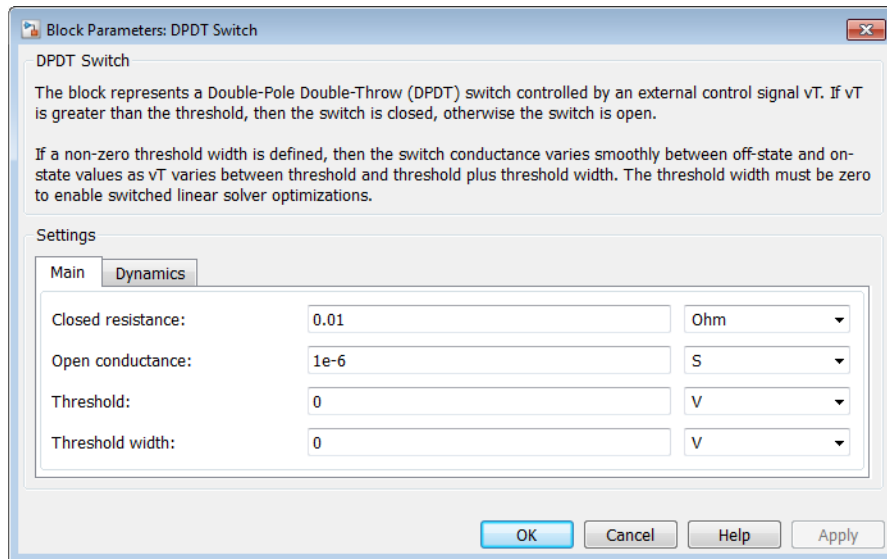 Block Parameters: DPDT Switch
DPDT Switch
The block represents a Double-Pole Double-Throw (DPDT) switch controlled by an external control signal vT. If vT
is greater than the threshold, then the switch is closed, otherwise the switch is open.
If a non-zero threshold width is defined, then the switch conductance varies smoothly between off-state and on-
state values as vT varies between threshold and threshold plus threshold width. The threshold width must be zero
to enable switched linear solver optimizations.
Settings
Main Dynamics
Closed resistance: 0.01 Ohm
Open conductance: 1e-6 S
Threshold: 0 V
Threshold width: 0 V
OK Cancel Help Apply